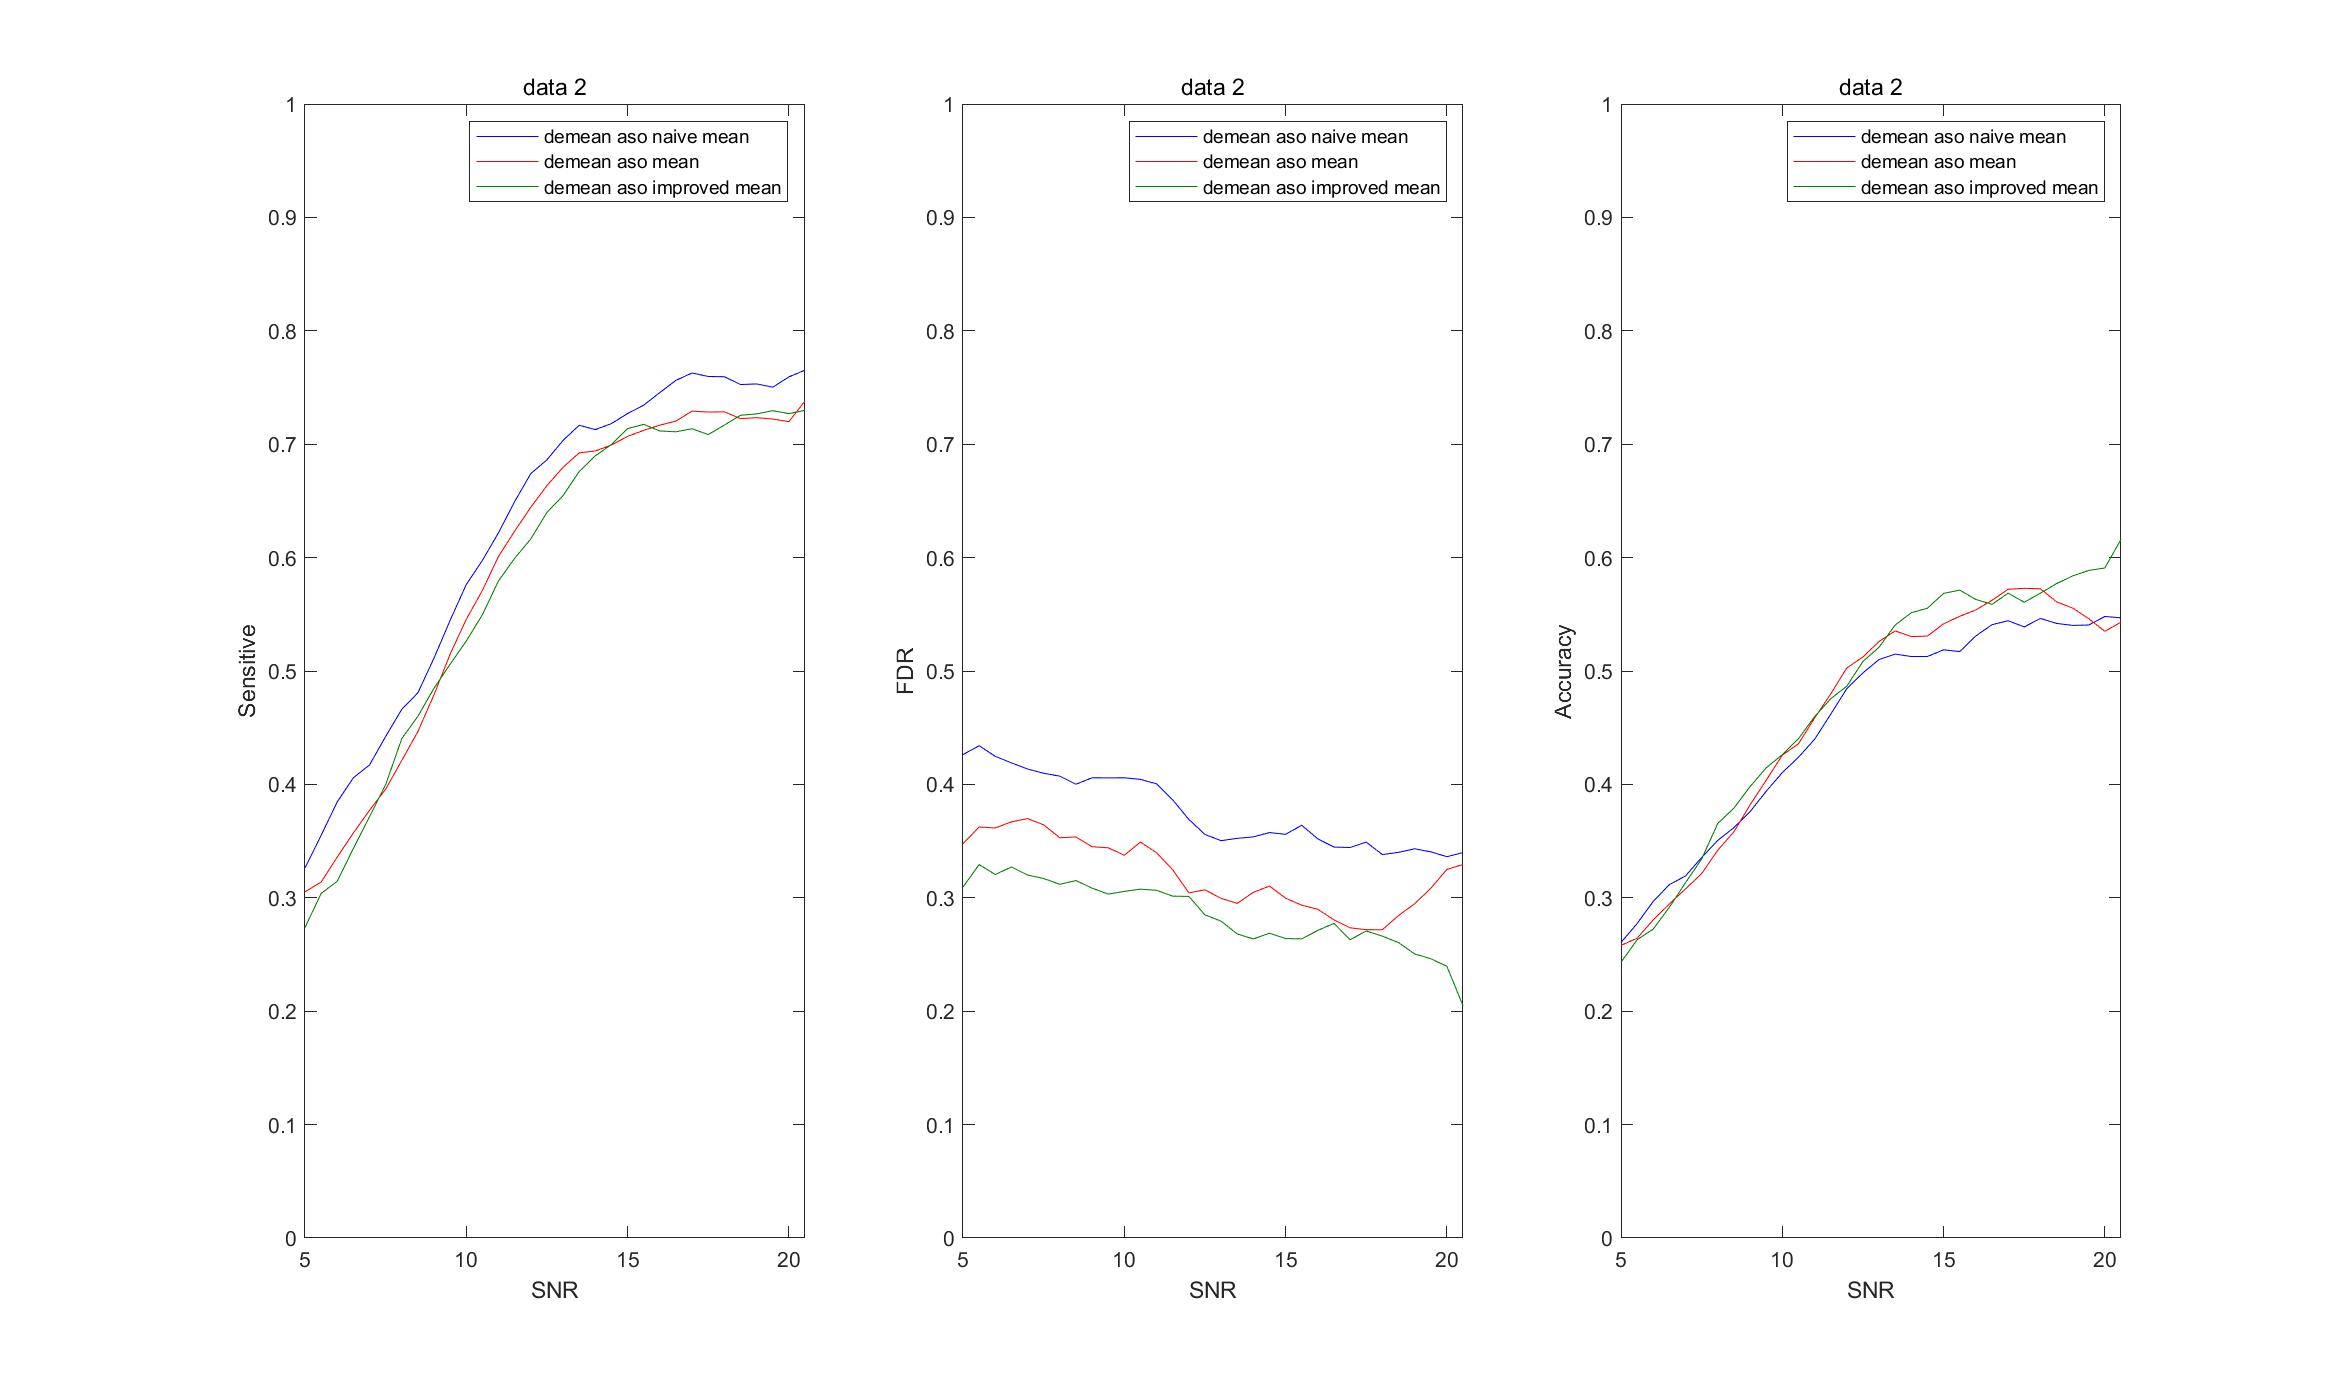 data 2
demean aso naive mean
demean aso mean
demean aso improved mean
1
0.9
0.8
0.7
0.6
0.5
0.4
0.3
0.2
0.1
0
Sensitive
5 10 15 20
SNR
data 2
demean aso naive mean
demean aso mean
demean aso improved mean
1
0.9
0.8
0.7
0.6
0.5
0.4
0.3
0.2
0.1
0
FDR
5 10 15 20
SNR
data 2
demean aso naive mean
demean aso mean
demean aso improved mean
1
0.9
0.8
0.7
0.6
0.5
0.4
0.3
0.2
0.1
0
Accuracy
5 10 15 20
SNR